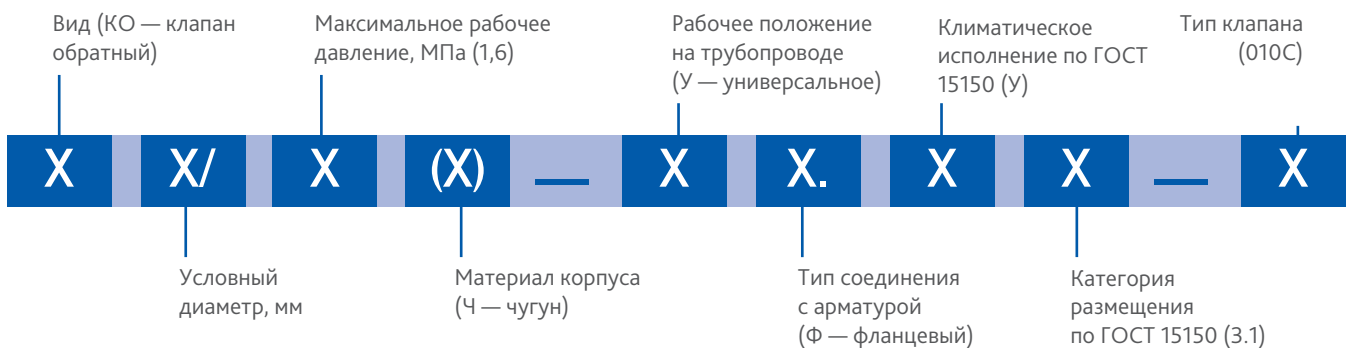 Вид (КО — клапан
обратный)
Максимальное рабочее
давление, МПа (1,6)
Рабочее положение
на трубопроводе
(У — универсальное)
Климатическое
исполнение по ГОСТ
15150 (У)
Тип клапана
(010С)
X X/ X (X) — X X. X X — X
Условный
диаметр, мм
Материал корпуса
(Ч — чугун)
Тип соединения
с арматурой
(Ф — фланцевый)
Категория
размещения
по ГОСТ 15150 (3.1)